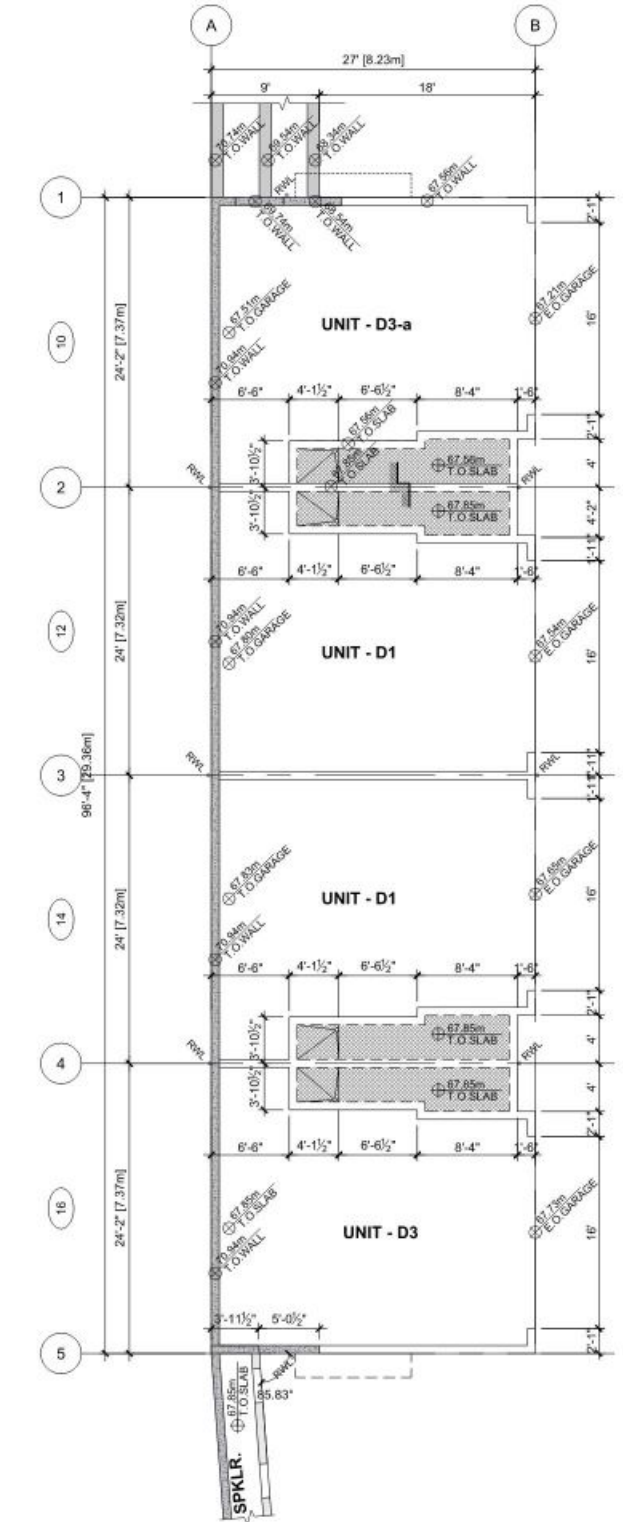 A
B
27' [8.23m]
9'
18'
70.74m
T.O.WALL
69.54m
T.O.WALL
68.34m
T.O.WALL
RWL
67.56m
T.O.WALL
1
69.74m
T.O.WALL
68.54m
T.O.WALL
2'-1"
67.51m
T.O.GARAGE
UNIT - D3-a
67.21m
E.O.GARAGE
16'
10
24'-2" [7.37m]
70.94m
T.O.WALL
6'-6"
4'-1½"
6'-6½"
8'-4"
1'-6"
67.56m
T.O.SLAB
2'-1"
3'-10½"
67.56m
T.O.SLAB
4'
RWL
67.85m
T.O.SLAB
RWL
2
3'-10½"
67.85m
T.O.SLAB
4'-2"
1'-11"
6'-6"
4'-1½"
6'-6½"
8'-4"
1'-6"
12
24' [7.32m]
70.94m
T.O.WALL
67.80m
T.O.GARAGE
UNIT - D1
67.54m
E.O.GARAGE
16'
96'-4" [29.36m]
RWL
RWL
1'-11"
3
1'-11"
67.83m
T.O.GARAGE
UNIT - D1
67.65m
E.O.GARAGE
16'
14
24' [7.32m]
70.94m
T.O.WALL
6'-6"
4'-1½"
6'-6½"
8'-4"
1'-6"
2'-1"
3'-10½"
67.85m
T.O.SLAB
4'
RWL
RWL
4
3'-10½"
67.85m
T.O.SLAB
4'
2'-1"
6'-6"
4'-1½"
6'-6½"
8'-4"
1'-6"
16
24'-2" [7.37m]
67.85m
T.O.SLAB
UNIT - D3
67.73m
E.O.GARAGE
16'
70.94m
T.O.WALL
3'-11½"
5'-0½"
2'-1"
5
RWL
85.83°
67.85m
T.O.SLAB
SPKLR.